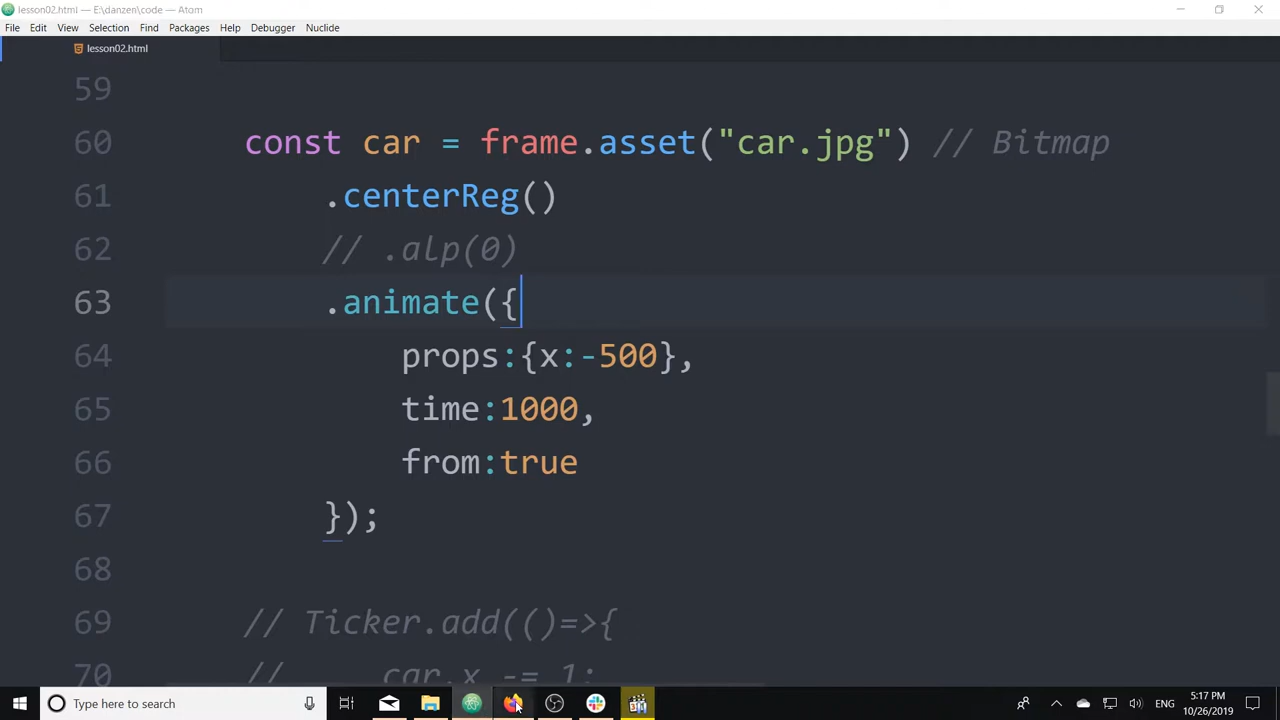 lesson02.html — E:\danzen\code — Atom
File Edit View Selection Find Packages Help Debugger Nuclide
lesson02.html
59
60 const car = frame.asset("car.jpg") // Bitmap
61 .centerReg()
62 // .alp(0)
63 .animate({
64 props:{x:-500},
65 time:1000,
66 from:true
67 });
68
69 // Ticker.add(()=>{
70 // car.x -= 1;
Type here to search
ENG
5:17 PM
10/26/2019